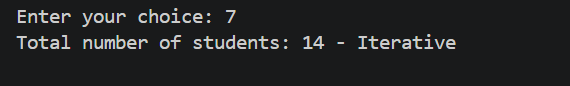 Enter your choice: 7
Total number of students: 14 - Iterative